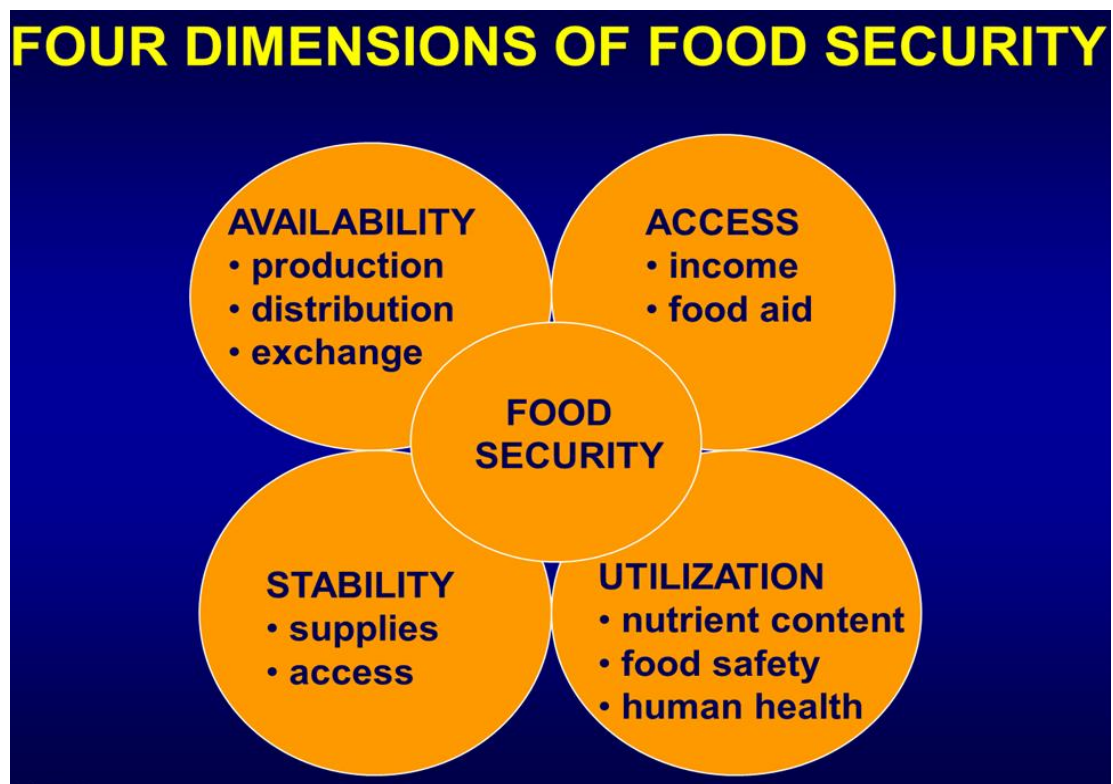 FOUR DIMENSIONS OF FOOD SECURITY
AVAILABILITY
• production
• distribution
• exchange
ACCESS
• income
• food aid
FOOD
SECURITY
STABILITY
• supplies
• access
UTILIZATION
• nutrient content
• food safety
• human health